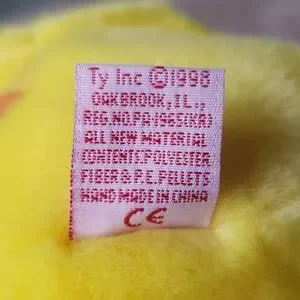 Ty Inc ©1998
OAKBROOK, IL.,
REG.NO.PA-1965(KR)
ALL NEW MATERIAL
CONTENT:POLYESTER
FIBER & P.E. PELLETS
HAND MADE IN CHINA
CE